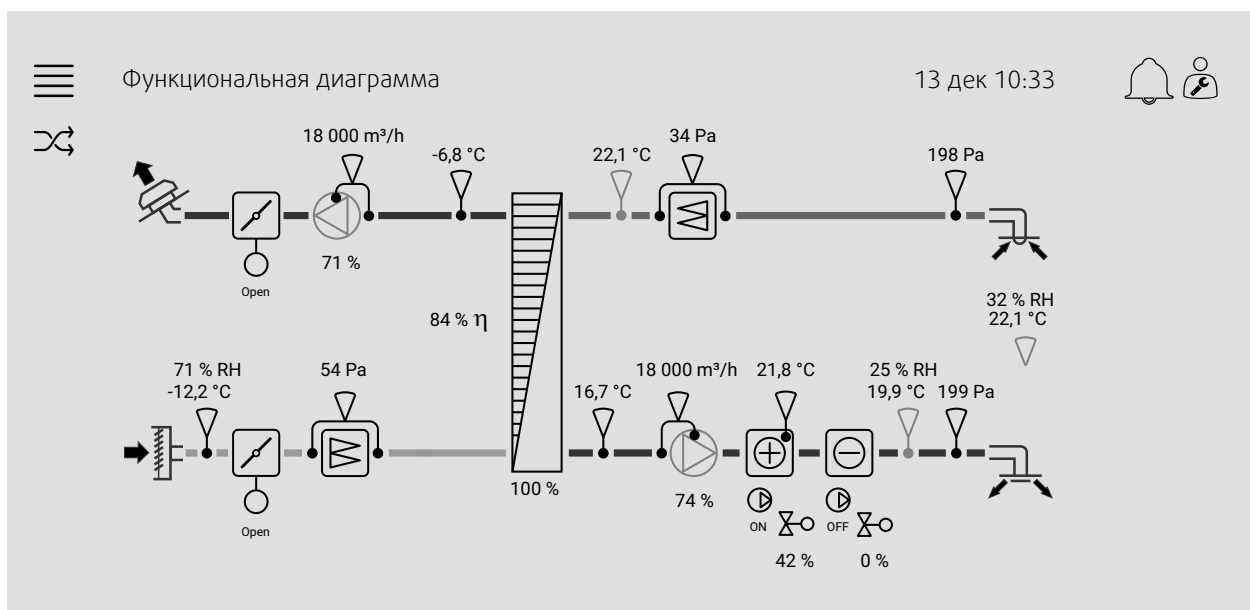 Функциональная диаграмма
13 дек 10:33
18 000 m³/h
-6,8 °C
22,1 °C
34 Pa
198 Pa
71 %
Open
84 % η
32 % RH
22,1 °C
71 % RH
-12,2 °C
54 Pa
16,7 °C
18 000 m³/h
21,8 °C
25 % RH
19,9 °C
199 Pa
Open
100 %
74 %
ON
42 %
OFF
0 %